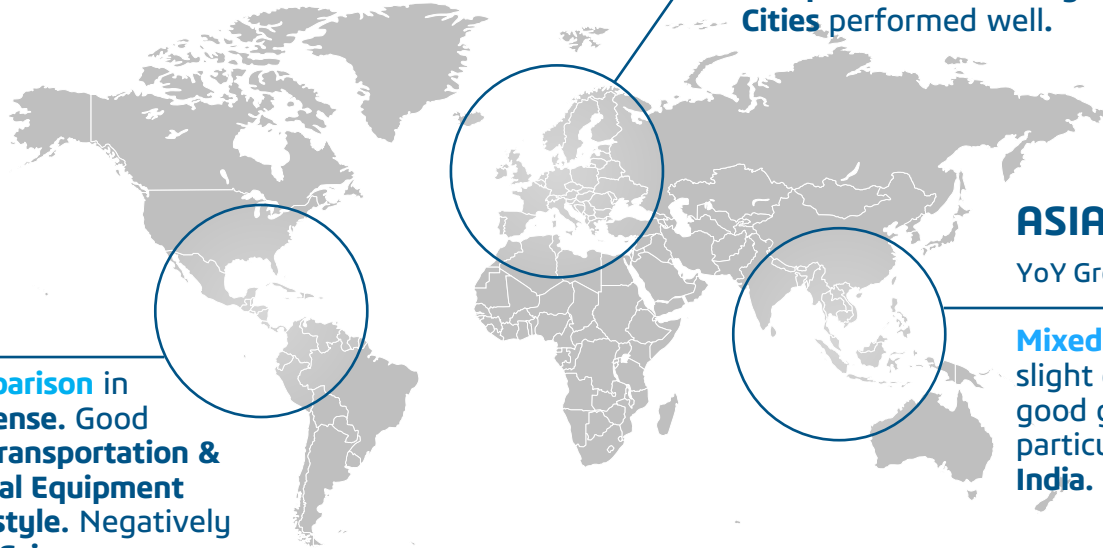 Cities performed well.
ASIA
YoY Gr
Mixed
slight
good g
particu
India.
parison in
ense. Good
ransportation &
al Equipment
style. Negatively